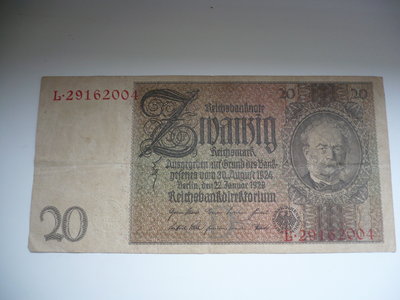 L·29162004
20
20
Reichsbanknote
Zwanzig
Reichsmark
Ausgegeben auf Grund des Bank-
gesetzes vom 30. August 1924
Berlin, den 22. Januar 1929
Reichsbankdirektorium
20
L·29162004